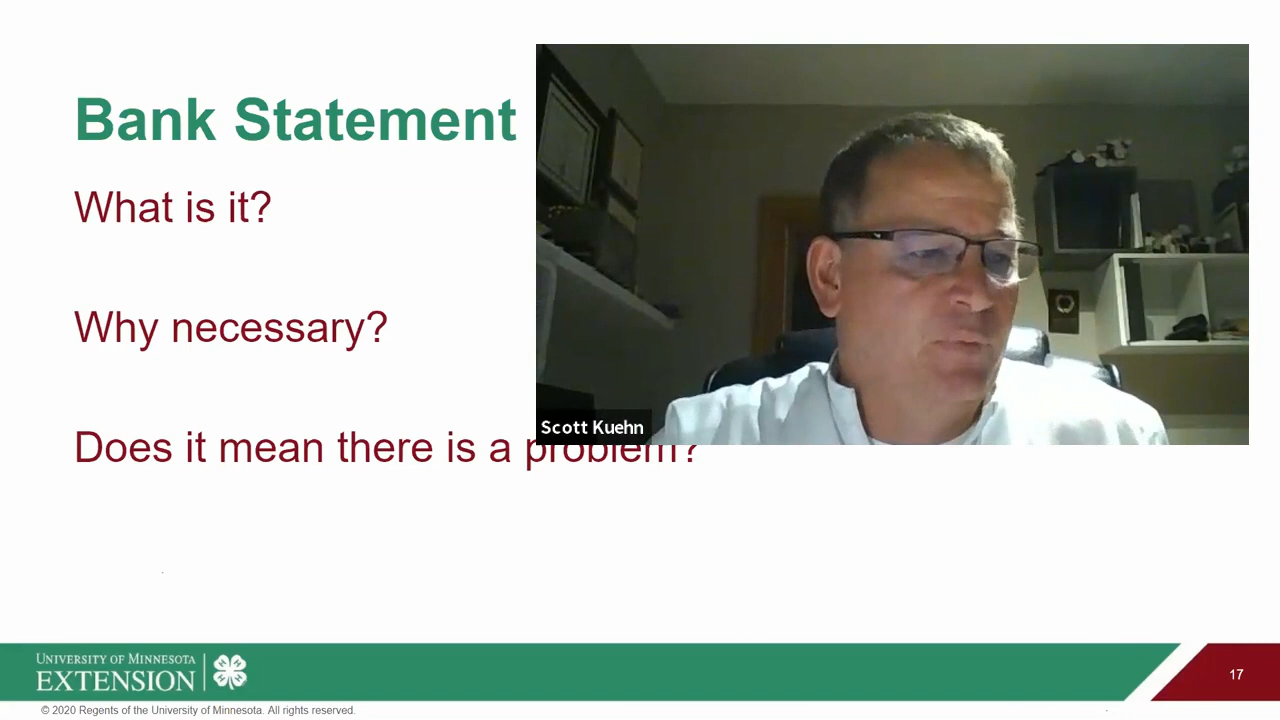 Bank Statement
What is it?
Why necessary?
Does it mean there is a problem?
Scott Kuehn
UNIVERSITY OF MINNESOTA
EXTENSION
17
© 2020 Regents of the University of Minnesota. All rights reserved.